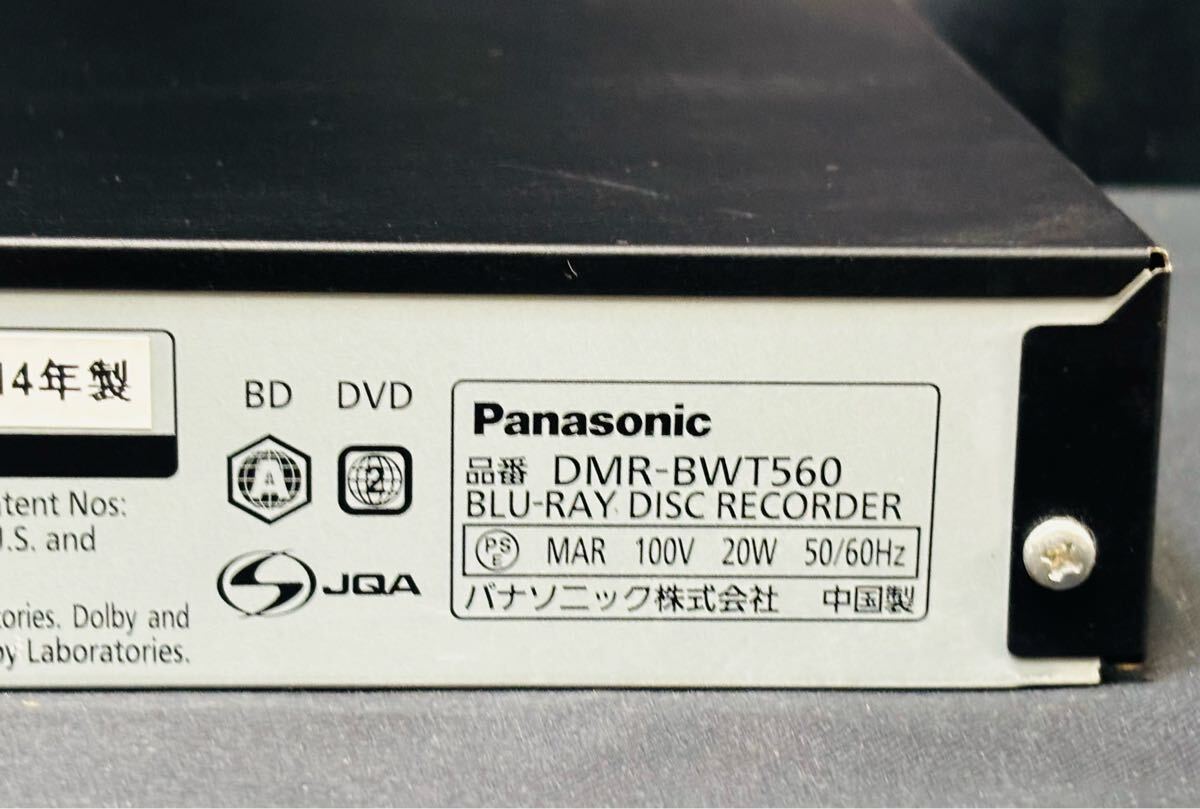 14年製
atent Nos:
J.S. and
tories. Dolby and
by Laboratories.
BD DVD
A 2
JQA
Panasonic
品番 DMR-BWT560
BLU-RAY DISC RECORDER
PSE MAR 100V 20W 50/60Hz
パナソニック株式会社 中国製